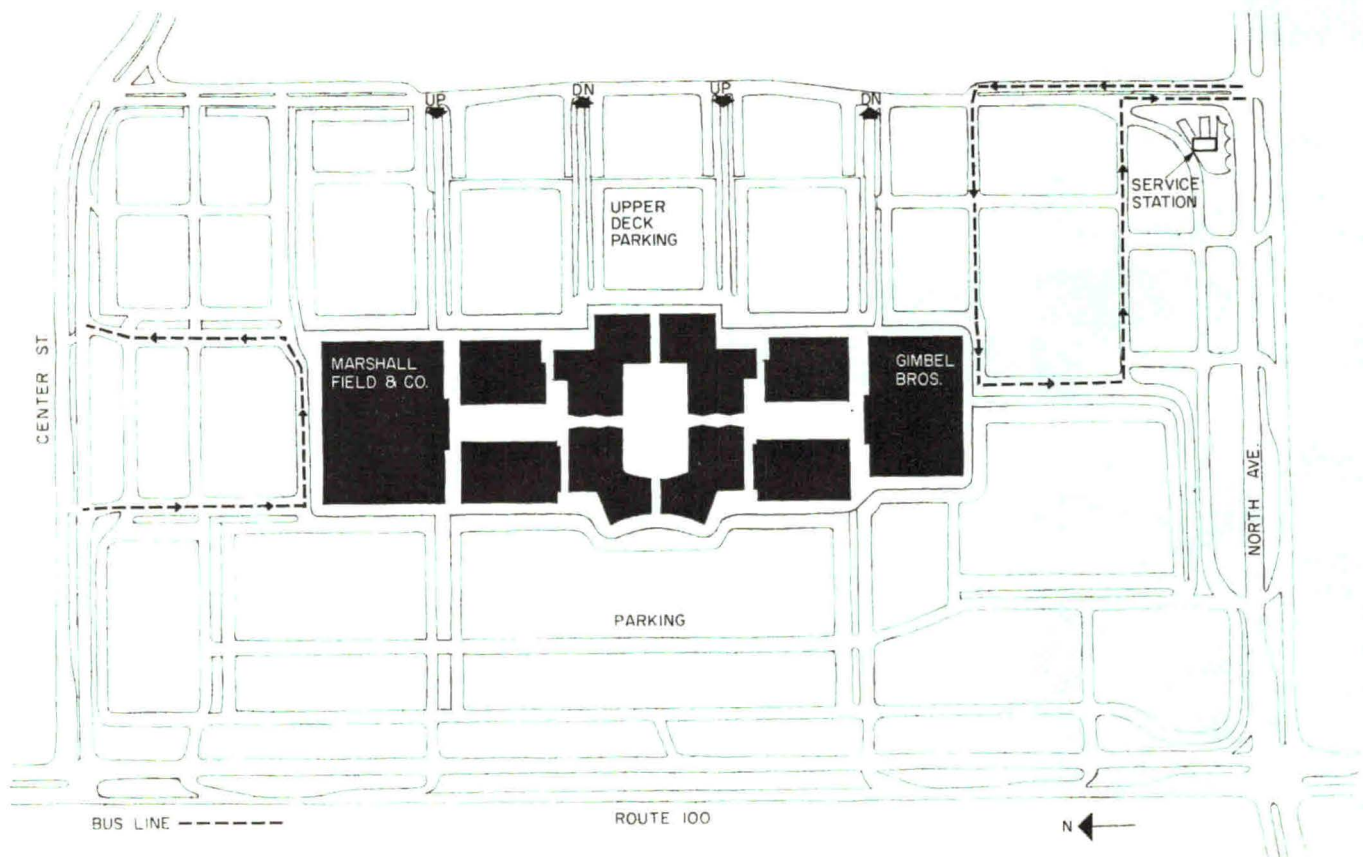 UP
DN
UP
DN
SERVICE
STATION
UPPER
DECK
PARKING
CENTER ST.
MARSHALL
FIELD & CO.
GIMBEL
BROS.
NORTH AVE.
PARKING
BUS LINE
ROUTE 100
N